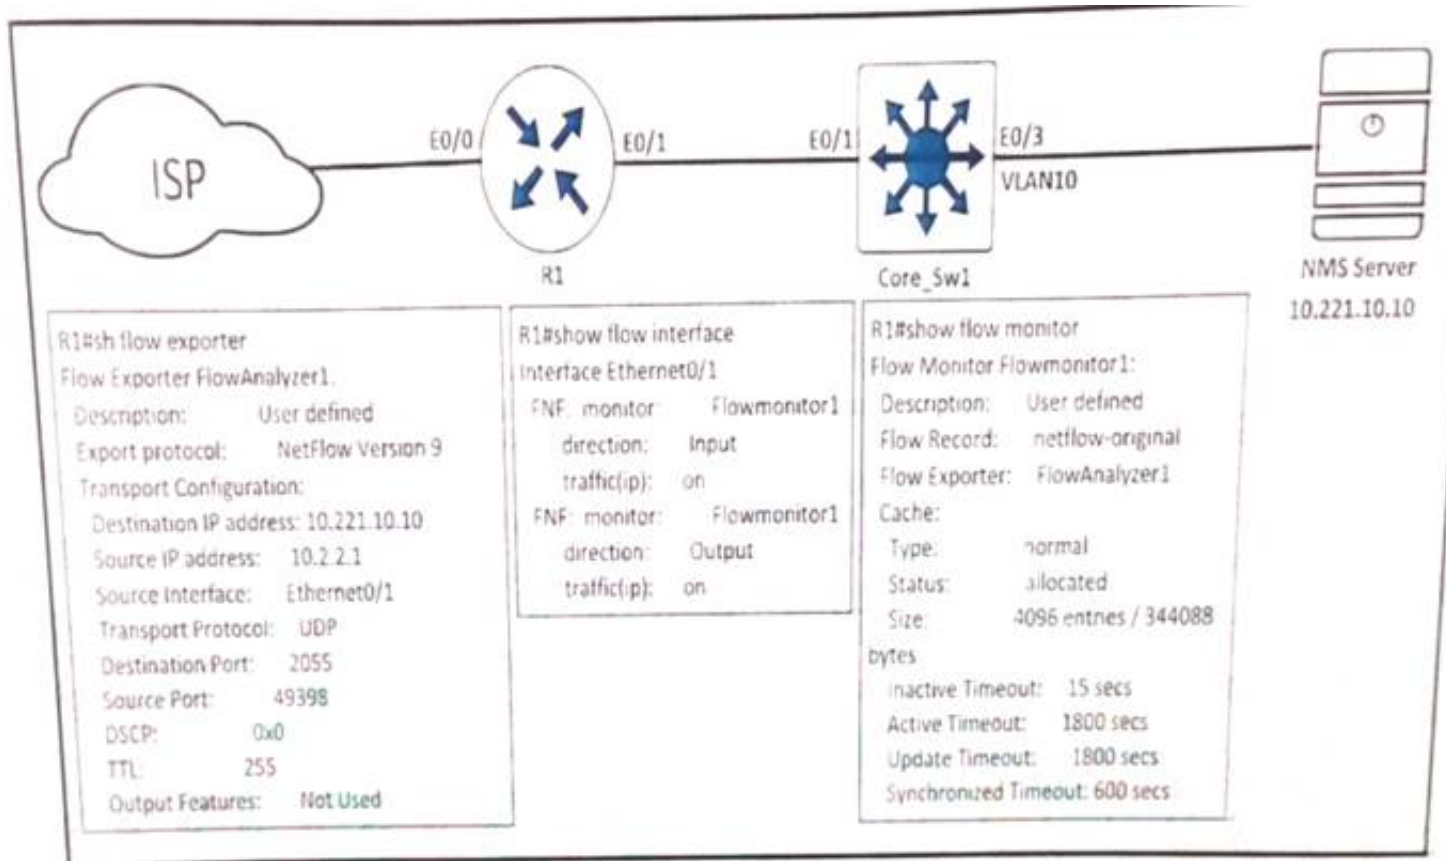 ISP
E0/0
E0/1
E0/1
E0/3
VLAN10
R1
Core_Sw1
NMS Server
10.221.10.10
R1#sh flow exporter
Flow Exporter FlowAnalyzer1:
Description: User defined
Export protocol: NetFlow Version 9
Transport Configuration:
Destination IP address: 10.221.10.10
Source IP address: 10.2.2.1
Source Interface: Ethernet0/1
Transport Protocol: UDP
Destination Port: 2055
Source Port: 49398
DSCP: 0x0
TTL: 255
Output Features: Not Used
R1#show flow interface
Interface Ethernet0/1
FNF: monitor: Flowmonitor1
direction: Input
traffic(ip): on
FNF: monitor: Flowmonitor1
direction: Output
traffic(ip): on
R1#show flow monitor
Flow Monitor Flowmonitor1:
Description: User defined
Flow Record: netflow-original
Flow Exporter: FlowAnalyzer1
Cache:
Type: normal
Status: allocated
Size: 4096 entries / 344088
bytes
Inactive Timeout: 15 secs
Active Timeout: 1800 secs
Update Timeout: 1800 secs
Synchronized Timeout: 600 secs